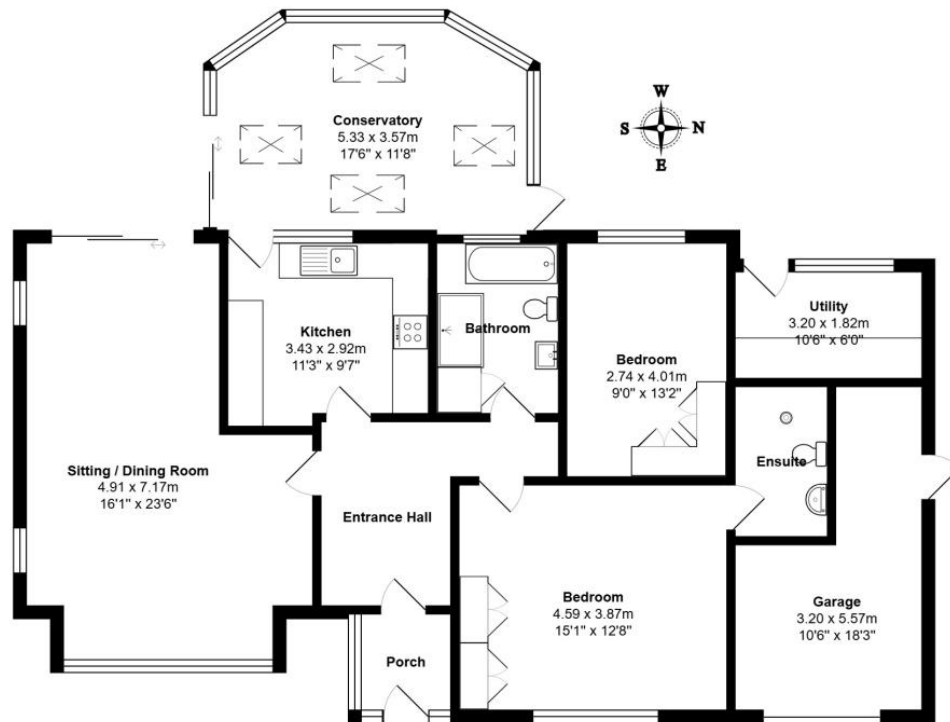 Conservatory
5.33 x 3.57m
17'6" x 11'8"
W
S
N
E
Kitchen
3.43 x 2.92m
11'3" x 9'7"
Bathroom
Bedroom
2.74 x 4.01m
9'0" x 13'2"
Utility
3.20 x 1.82m
10'6" x 6'0"
Sitting / Dining Room
4.91 x 7.17m
16'1" x 23'6"
Ensuite
Entrance Hall
Bedroom
4.59 x 3.87m
15'1" x 12'8"
Garage
3.20 x 5.57m
10'6" x 18'3"
Porch